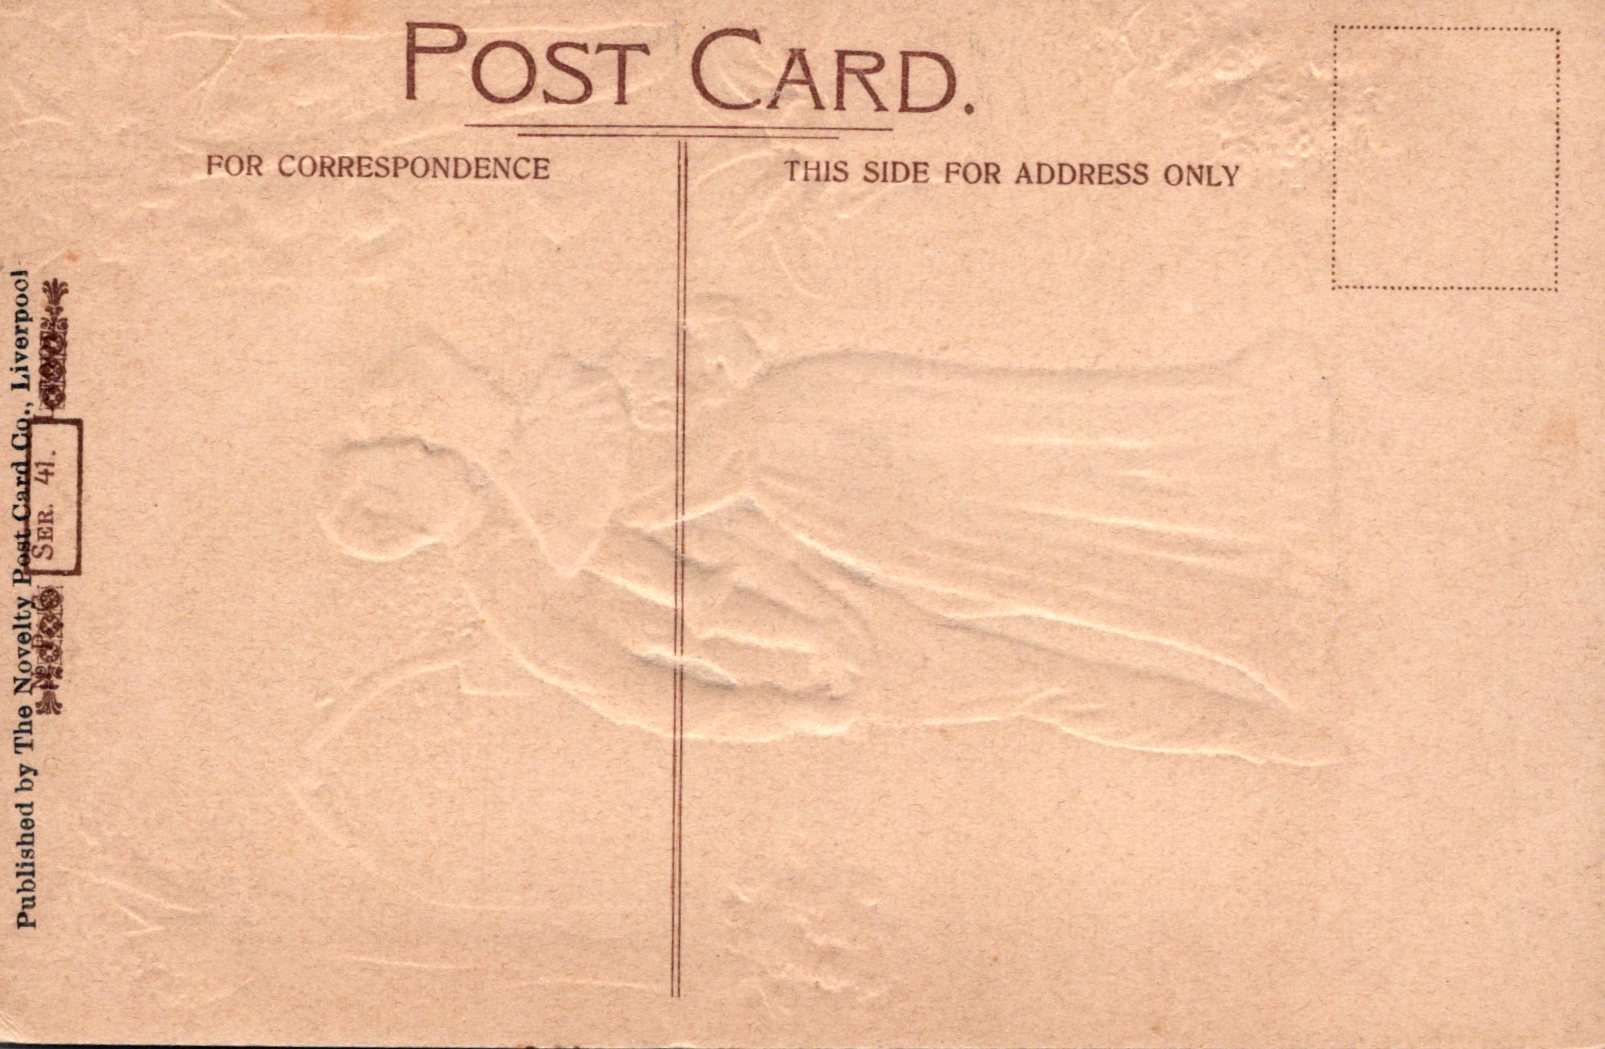 POST CARD.
FOR CORRESPONDENCE
THIS SIDE FOR ADDRESS ONLY
Published by The Novelty Post Card Co., Liverpool
SER. 41.